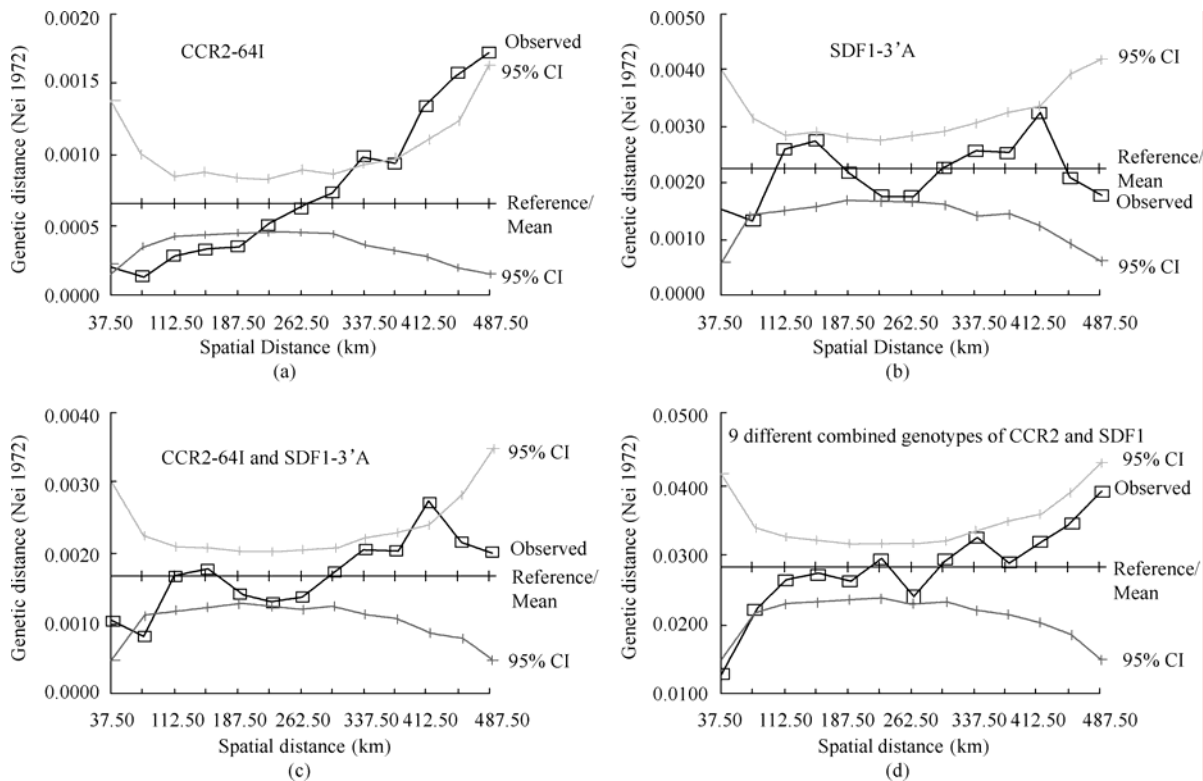 Genetic distance (Nei 1972)
0.0020
0.0015
0.0010
0.0005
0.0000
CCR2-64I
Observed
95% CI
Reference/
Mean
95% CI
37.50 112.50 187.50 262.50 337.50 412.50 487.50
Spatial Distance (km)
(a)
Genetic distance (Nei 1972)
0.0050
0.0040
0.0030
0.0020
0.0010
0.0000
SDF1-3’A
95% CI
Reference/
Mean
Observed
95% CI
37.50 112.50 187.50 262.50 337.50 412.50 487.50
Spatial Distance (km)
(b)
Genetic distance (Nei 1972)
0.0040
0.0030
0.0020
0.0010
0.0000
CCR2-64I and SDF1-3’A
95% CI
Observed
Reference/
Mean
95% CI
37.50 112.50 187.50 262.50 337.50 412.50 487.50
Spatial distance (km)
(c)
Genetic distance (Nei 1972)
0.0500
0.0400
0.0300
0.0200
0.0100
9 different combined genotypes of CCR2 and SDF1
95% CI
Observed
Reference/
Mean
95% CI
37.50 112.50 187.50 262.50 337.50 412.50 487.50
Spatial distance (km)
(d)